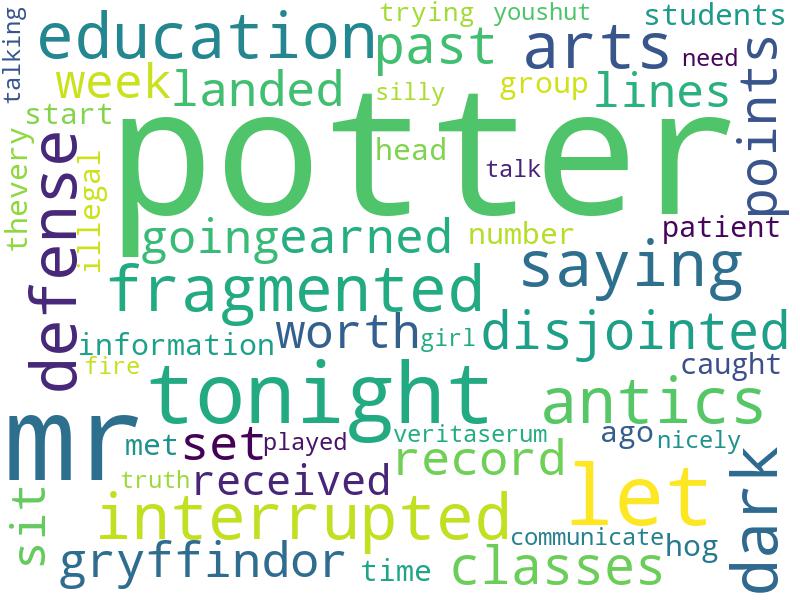 talking
education
trying
youshut
students
past
arts
need
week
landed
silly
group
lines
points
start
potter
head
talk
thevery
defense
illegal
going
earned
number
patient
fragmented
saying
information
worth
girl
disjointed
fire
tonight
caught
antics
mr
met
set
played
veritaserum
ago
nicely
record
truth
received
let
dark
sit
interrupted
communicate
hog
gryffindor
time
classes